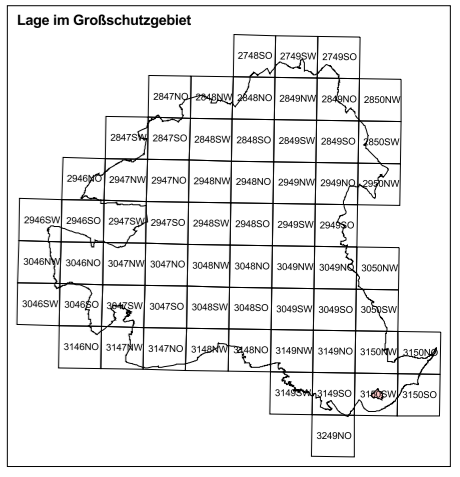 Lage im Großschutzgebiet
2748SO 2749SW 2749SO
2847NO 2848NW 2848NO 2849NW 2849NO 2850NW
2847SW 2847SO 2848SW 2848SO 2849SW 2849SO 2850SW
2946NO 2947NW 2947NO 2948NW 2948NO 2949NW 2949NO 2950NW
2946SW 2946SO 2947SW 2947SO 2948SW 2948SO 2949SW 2949SO
3046NW 3046NO 3047NW 3047NO 3048NW 3048NO 3049NW 3049NO 3050NW
3046SW 3046SO 3047SW 3047SO 3048SW 3048SO 3049SW 3049SO 3050SW
3146NO 3147NW 3147NO 3148NW 3148NO 3149NW 3149NO 3150NW 3150NO
3149SW 3149SO 3150SW 3150SO
3249NO